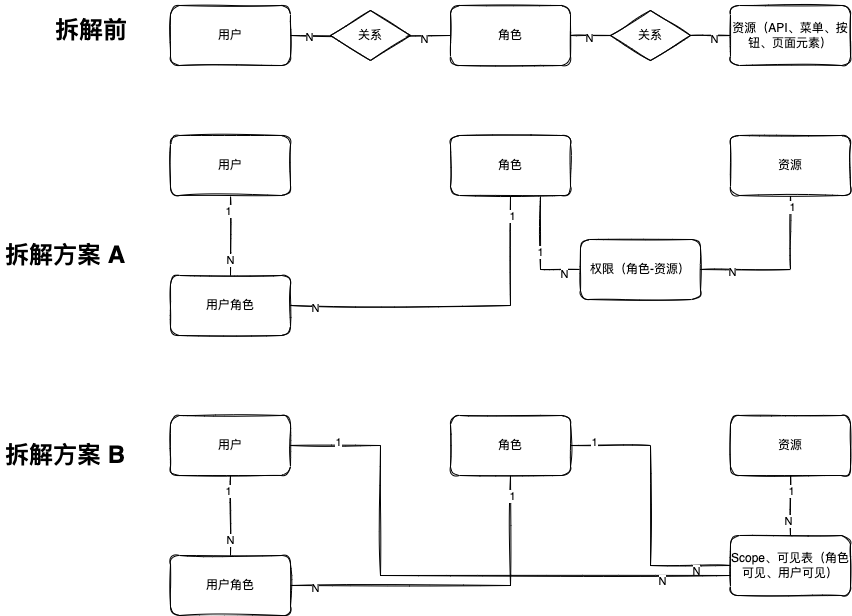 拆解前
用户
N
关系
N
角色
N
关系
N
资源（API、菜单、按
钮、页面元素）
用户
角色
资源
1
1
1
拆解方案 A
1
N
权限（角色-资源）
N
N
用户角色
N
拆解方案 B
用户
1
角色
1
资源
1
1
1
N
N
Scope、可见表（角色
可见、用户可见）
N
N
用户角色
N